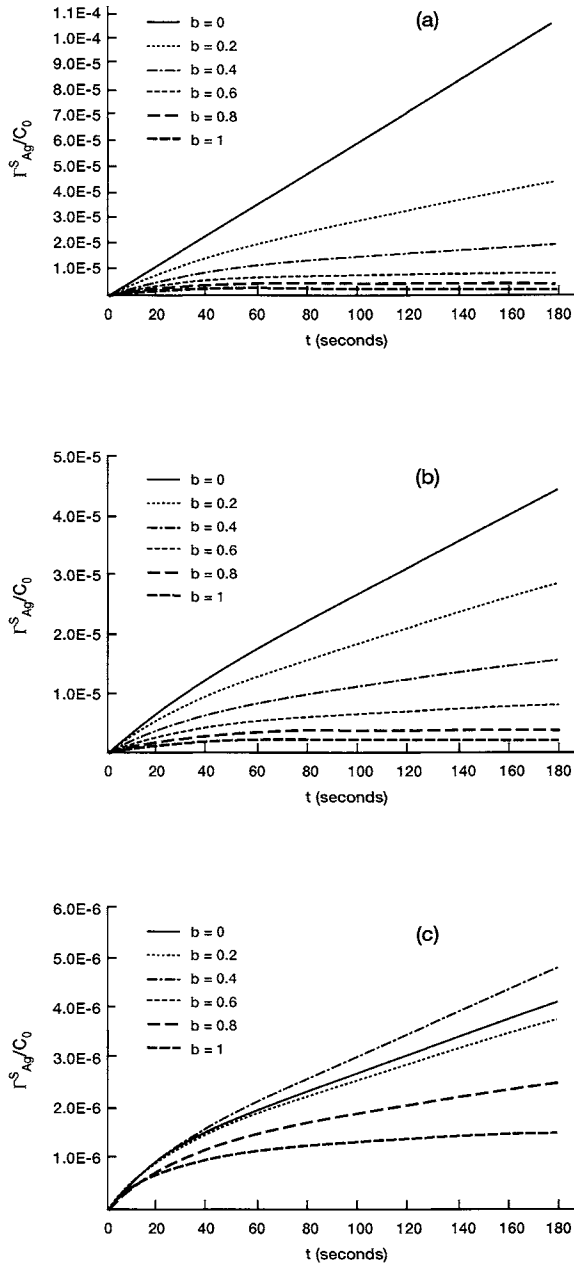 (a)
Γ^S_Ag/C_0
1.1E-4
1.0E-4
9.0E-5
8.0E-5
7.0E-5
6.0E-5
5.0E-5
4.0E-5
3.0E-5
2.0E-5
1.0E-5
b = 0
b = 0.2
b = 0.4
b = 0.6
b = 0.8
b = 1
0 20 40 60 80 100 120 140 160 180
t (seconds)
(b)
Γ^S_Ag/C_0
5.0E-5
4.0E-5
3.0E-5
2.0E-5
1.0E-5
b = 0
b = 0.2
b = 0.4
b = 0.6
b = 0.8
b = 1
0 20 40 60 80 100 120 140 160 180
t (seconds)
(c)
Γ^S_Ag/C_0
6.0E-6
5.0E-6
4.0E-6
3.0E-6
2.0E-6
1.0E-6
b = 0
b = 0.2
b = 0.4
b = 0.6
b = 0.8
b = 1
0 20 40 60 80 100 120 140 160 180
t (seconds)